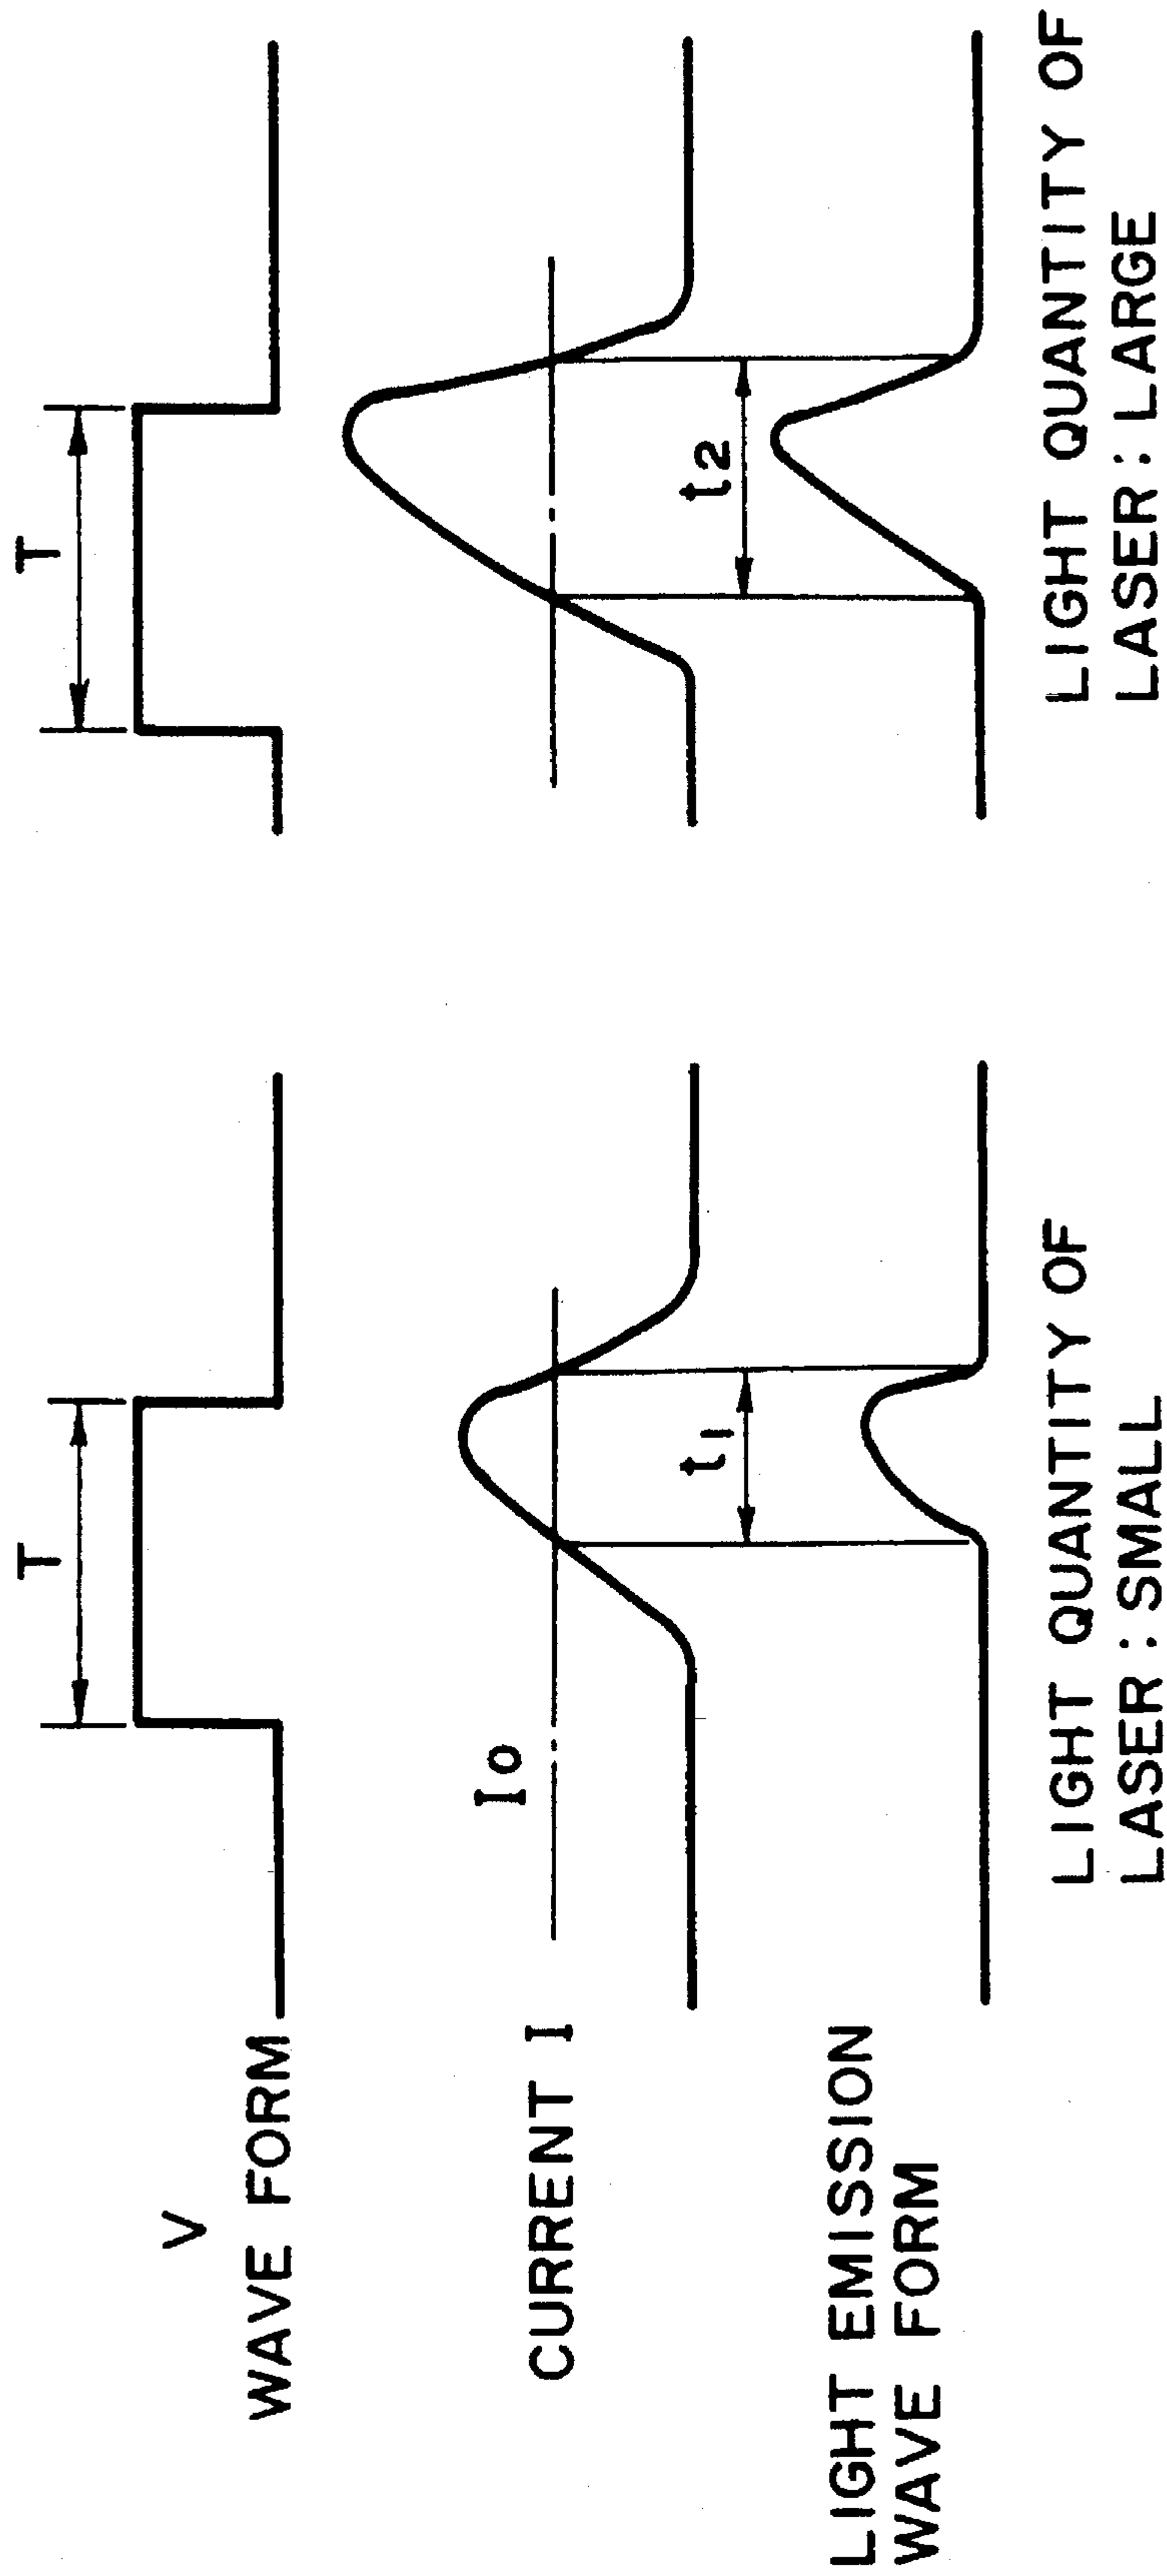 V
WAVE FORM
T
T
CURRENT I
Io
LIGHT EMISSION
WAVE FORM
t1
t2
LIGHT QUANTITY OF
LASER : SMALL
LIGHT QUANTITY OF
LASER : LARGE